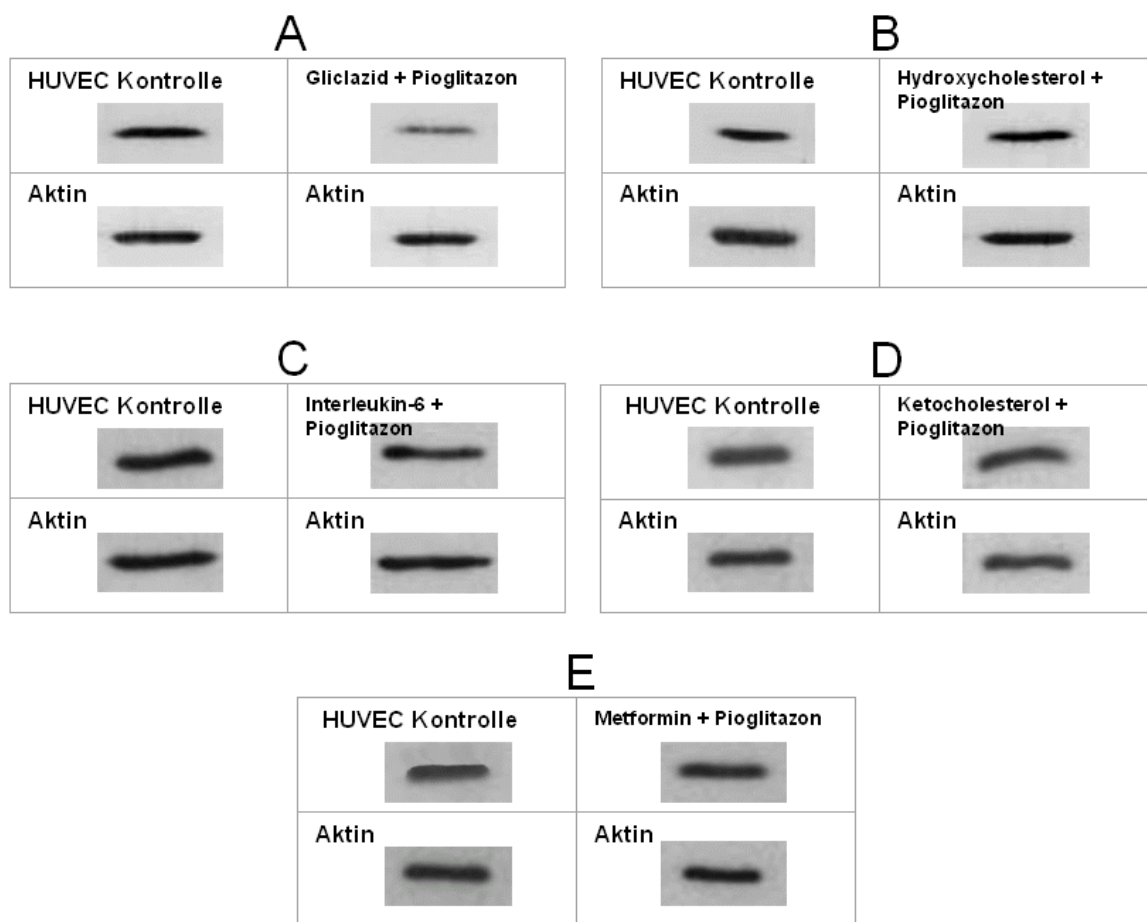 A
HUVEC Kontrolle
Gliclazid + Pioglitazon
Aktin
Aktin
B
HUVEC Kontrolle
Hydroxycholesterol +
Pioglitazon
Aktin
Aktin
C
HUVEC Kontrolle
Interleukin-6 +
Pioglitazon
Aktin
Aktin
D
HUVEC Kontrolle
Ketocholesterol +
Pioglitazon
Aktin
Aktin
E
HUVEC Kontrolle
Metformin + Pioglitazon
Aktin
Aktin